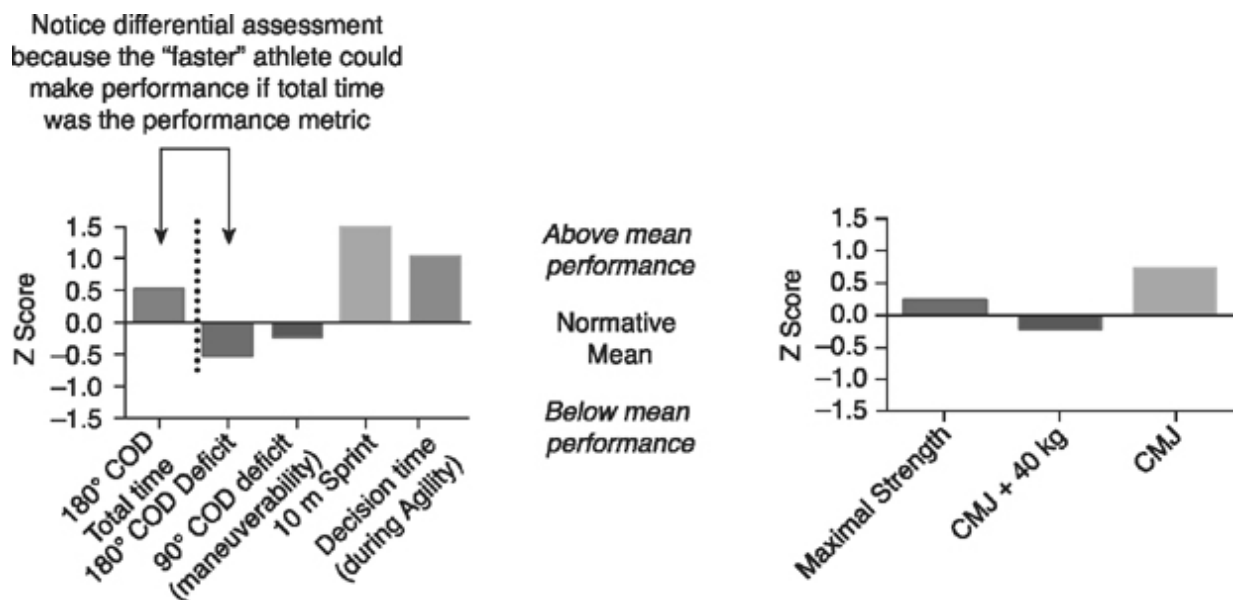 Notice differential assessment
because the “faster” athlete could
make performance if total time
was the performance metric
Z Score
1.5
1.0
0.5
0.0
–0.5
–1.0
–1.5
180° COD
Total time
180° COD Deficit
90° COD deficit
(maneuverability)
10 m Sprint
Decision time
(during Agility)
Above mean
performance
Normative
Mean
Below mean
performance
Z Score
1.5
1.0
0.5
0.0
–0.5
–1.0
–1.5
Maximal Strength
CMJ + 40 kg
CMJ